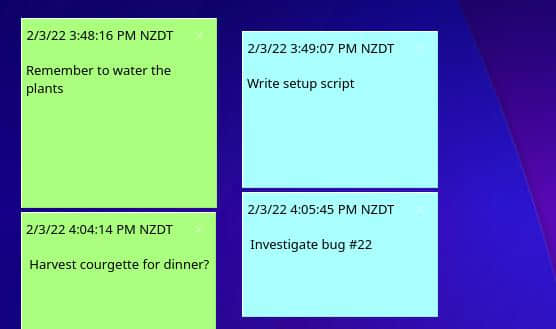 2/3/22 3:48:16 PM NZDT
Remember to water the
plants
2/3/22 4:04:14 PM NZDT
Harvest courgette for dinner?
2/3/22 3:49:07 PM NZDT
Write setup script
2/3/22 4:05:45 PM NZDT
Investigate bug #22